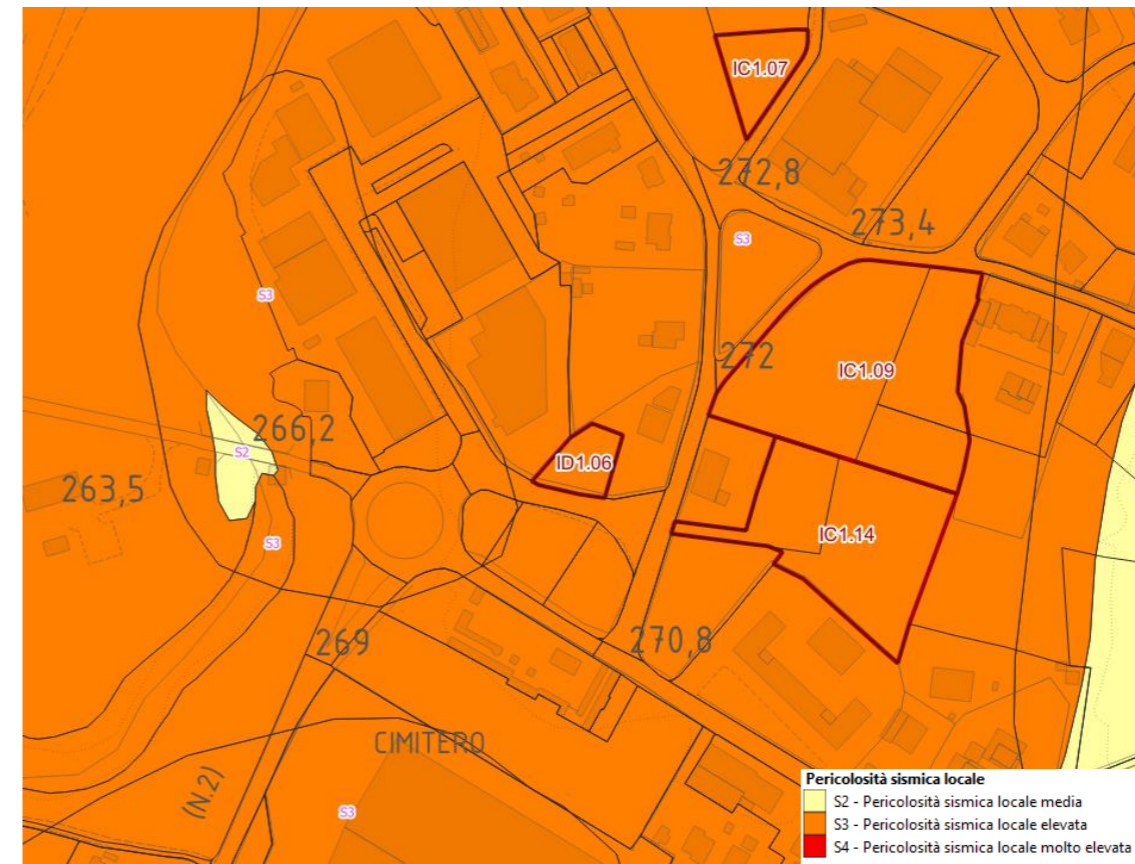 IC1.07
272,8
273,4
S3
S3
272
IC1.09
266,2
S2
ID1.06
263,5
S3
IC1.14
269
270,8
CIMITERO
(N.2)
S3
Pericolosità sismica locale
S2 - Pericolosità sismica locale media
S3 - Pericolosità sismica locale elevata
S4 - Pericolosità sismica locale molto elevata